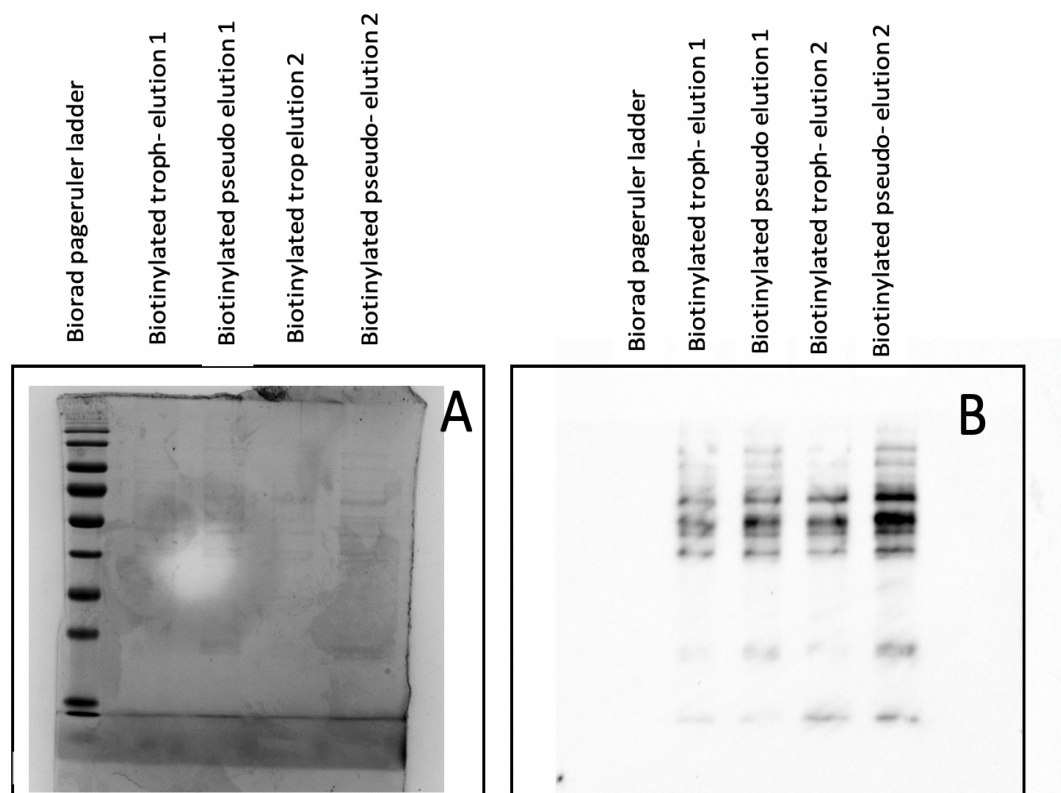 Biorad pageruler ladder
Biotinylated troph- elution 1
Biotinylated pseudo elution 1
Biotinylated trop elution 2
Biotinylated pseudo- elution 2
Biorad pageruler ladder
Biotinylated troph- elution 1
Biotinylated pseudo elution 1
Biotinylated troph- elution 2
Biotinylated pseudo- elution 2
A
B